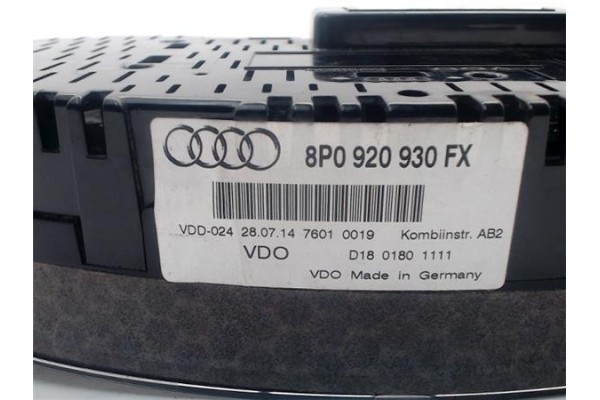 8P0 920 930 FX
VDD-024 28.07.14 7601 0019 Kombiinstr. AB2
VDO D18 0180 1111
VDO Made in Germany